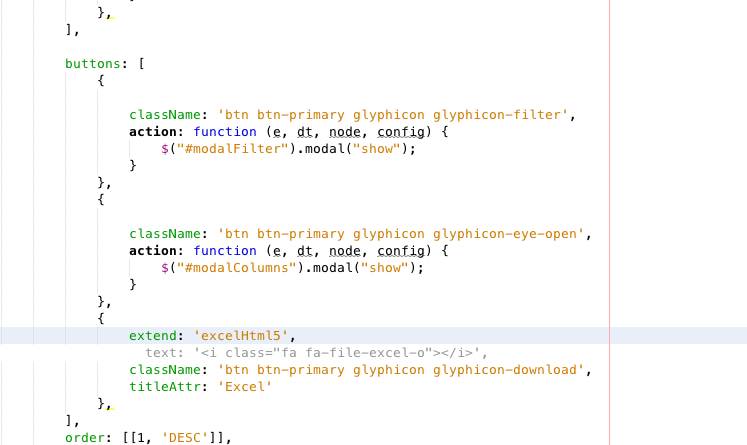 },
],
buttons: [
{
className: 'btn btn-primary glyphicon glyphicon-filter',
action: function (e, dt, node, config) {
$("#modalFilter").modal("show");
}
},
{
className: 'btn btn-primary glyphicon glyphicon-eye-open',
action: function (e, dt, node, config) {
$("#modalColumns").modal("show");
}
},
{
extend: 'excelHtml5',
text: '<i class="fa fa-file-excel-o"></i>',
className: 'btn btn-primary glyphicon glyphicon-download',
titleAttr: 'Excel'
},
],
order: [[1, 'DESC']],